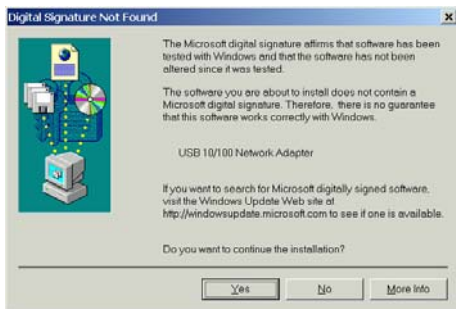 Digital Signature Not Found
The Microsoft digital signature affirms that software has been
tested with Windows and that the software has not been
altered since it was tested.
The software you are about to install does not contain a
Microsoft digital signature. Therefore, there is no guarantee
that this software works correctly with Windows.
USB 10/100 Network Adapter
If you want to search for Microsoft digitally signed software,
visit the Windows Update Web site at
http://windowsupdate.microsoft.com to see if one is available.
Do you want to continue the installation?
Yes No More Info